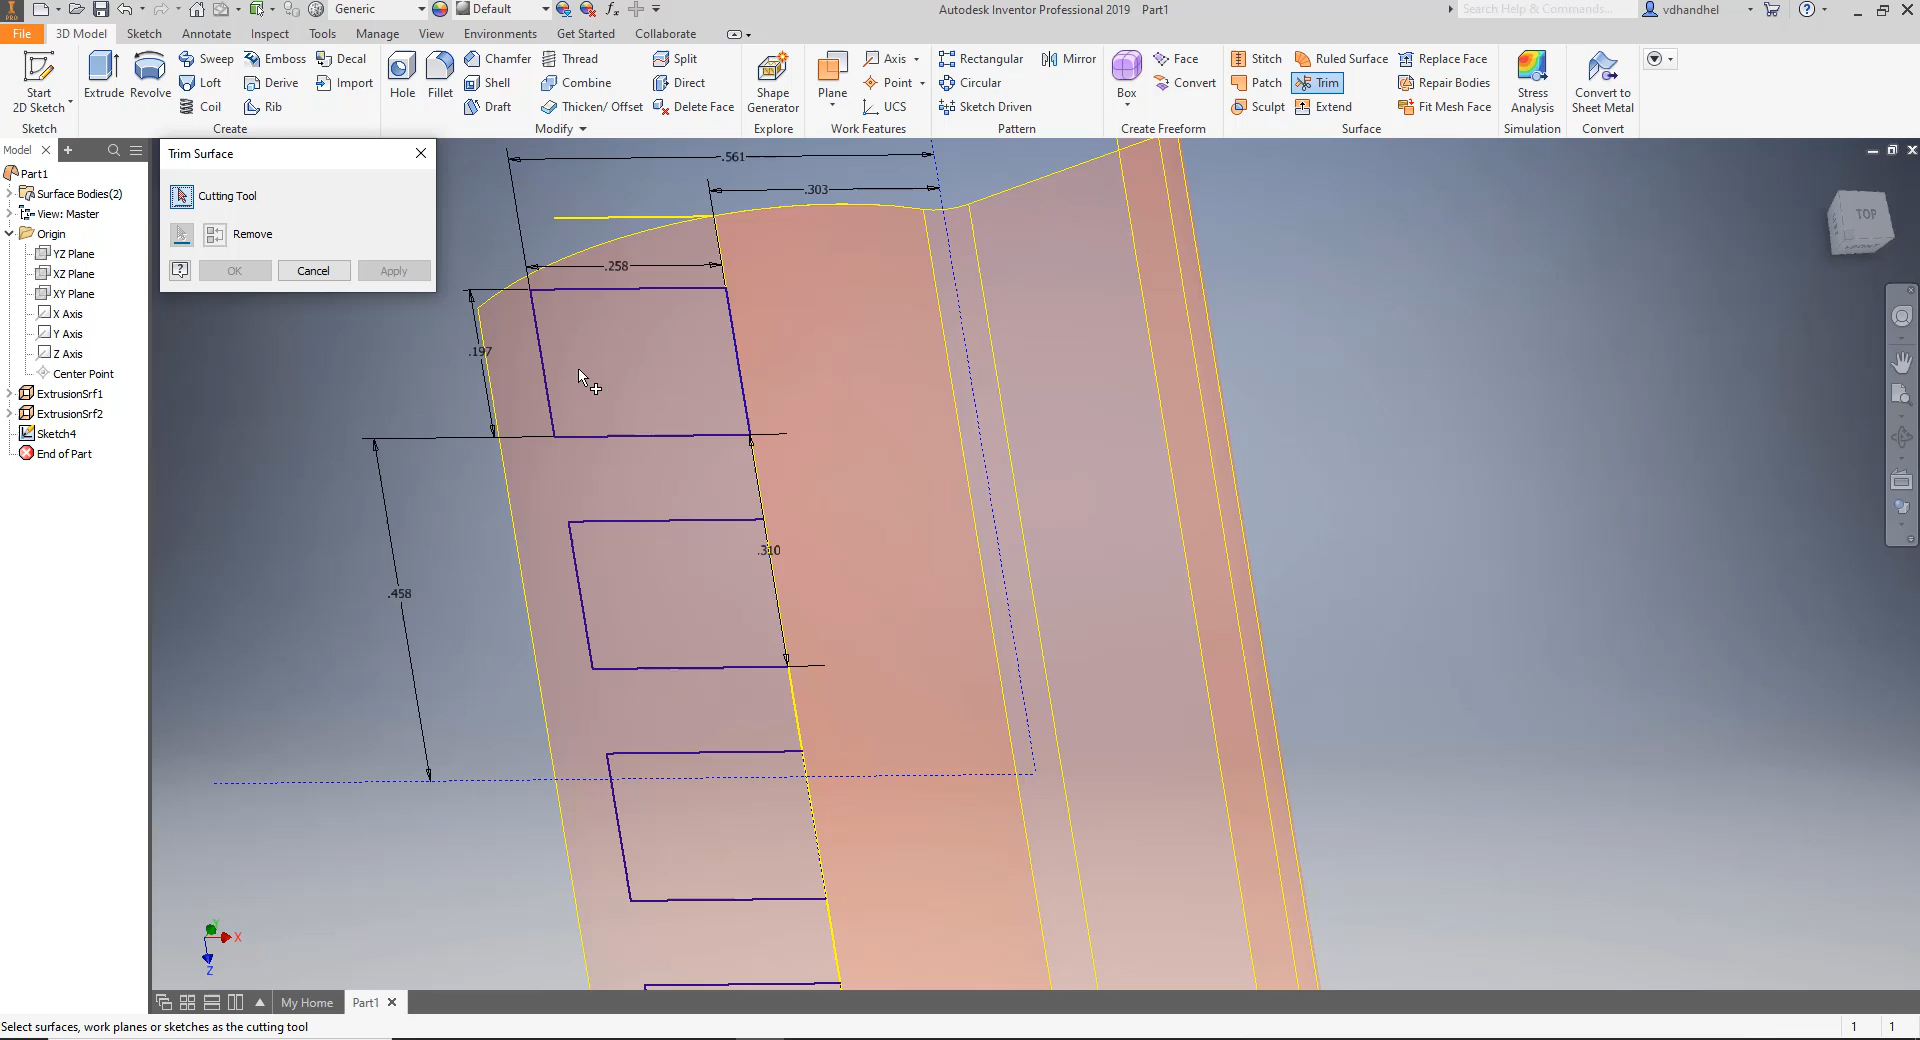 Generic
Default
fx
Autodesk Inventor Professional 2019 Part1
Search Help & Commands...
vdhandhel
File
3D Model
Sketch
Annotate
Inspect
Tools
Manage
View
Environments
Get Started
Collaborate
Start
2D Sketch
Sketch
Extrude
Revolve
Sweep
Loft
Coil
Emboss
Derive
Rib
Decal
Import
Create
Hole
Fillet
Chamfer
Shell
Draft
Thread
Combine
Thicken/ Offset
Split
Direct
Delete Face
Modify
Shape
Generator
Explore
Plane
Axis
Point
UCS
Work Features
Rectangular
Circular
Sketch Driven
Mirror
Pattern
Box
Face
Convert
Create Freeform
Stitch
Patch
Sculpt
Ruled Surface
Trim
Extend
Replace Face
Repair Bodies
Fit Mesh Face
Surface
Stress
Analysis
Simulation
Convert to
Sheet Metal
Convert
Model
Part1
Surface Bodies(2)
View: Master
Origin
YZ Plane
XZ Plane
XY Plane
X Axis
Y Axis
Z Axis
Center Point
ExtrusionSrf1
ExtrusionSrf2
Sketch4
End of Part
Trim Surface
Cutting Tool
Remove
OK
Cancel
Apply
.561
.303
.258
.197
.310
.458
TOP
Y
X
Z
My Home
Part1
Select surfaces, work planes or sketches as the cutting tool
1
1